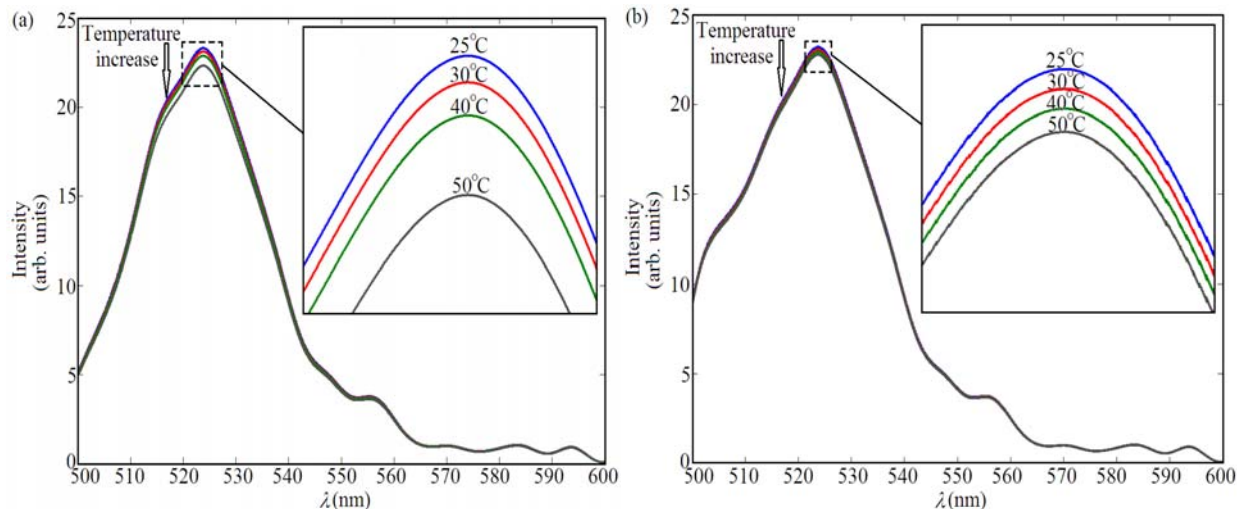 (a)
25
20
15
10
5
0
Intensity
(arb. units)
Temperature
increase
25°C
30°C
40°C
50°C
500 510 520 530 540 550 560 570 580 590 600
λ(nm)
(b)
25
20
15
10
5
0
Intensity
(arb. units)
Temperature
increase
25°C
30°C
40°C
50°C
500 510 520 530 540 550 560 570 580 590 600
λ(nm)